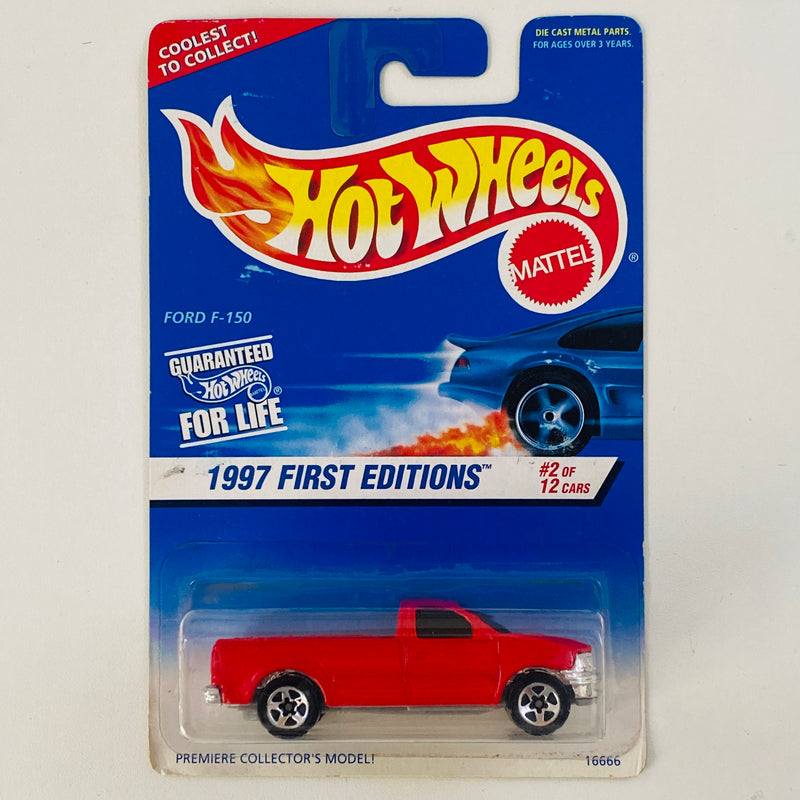 COOLEST
TO COLLECT!
DIE CAST METAL PARTS.
FOR AGES OVER 3 YEARS.
HOT WHEELS
MATTEL
®
FORD F-150
GUARANTEED
HOT WHEELS
MATTEL
®
FOR LIFE
1997 FIRST EDITIONS™
#2 OF
12 CARS
PREMIERE COLLECTOR'S MODEL!
16666